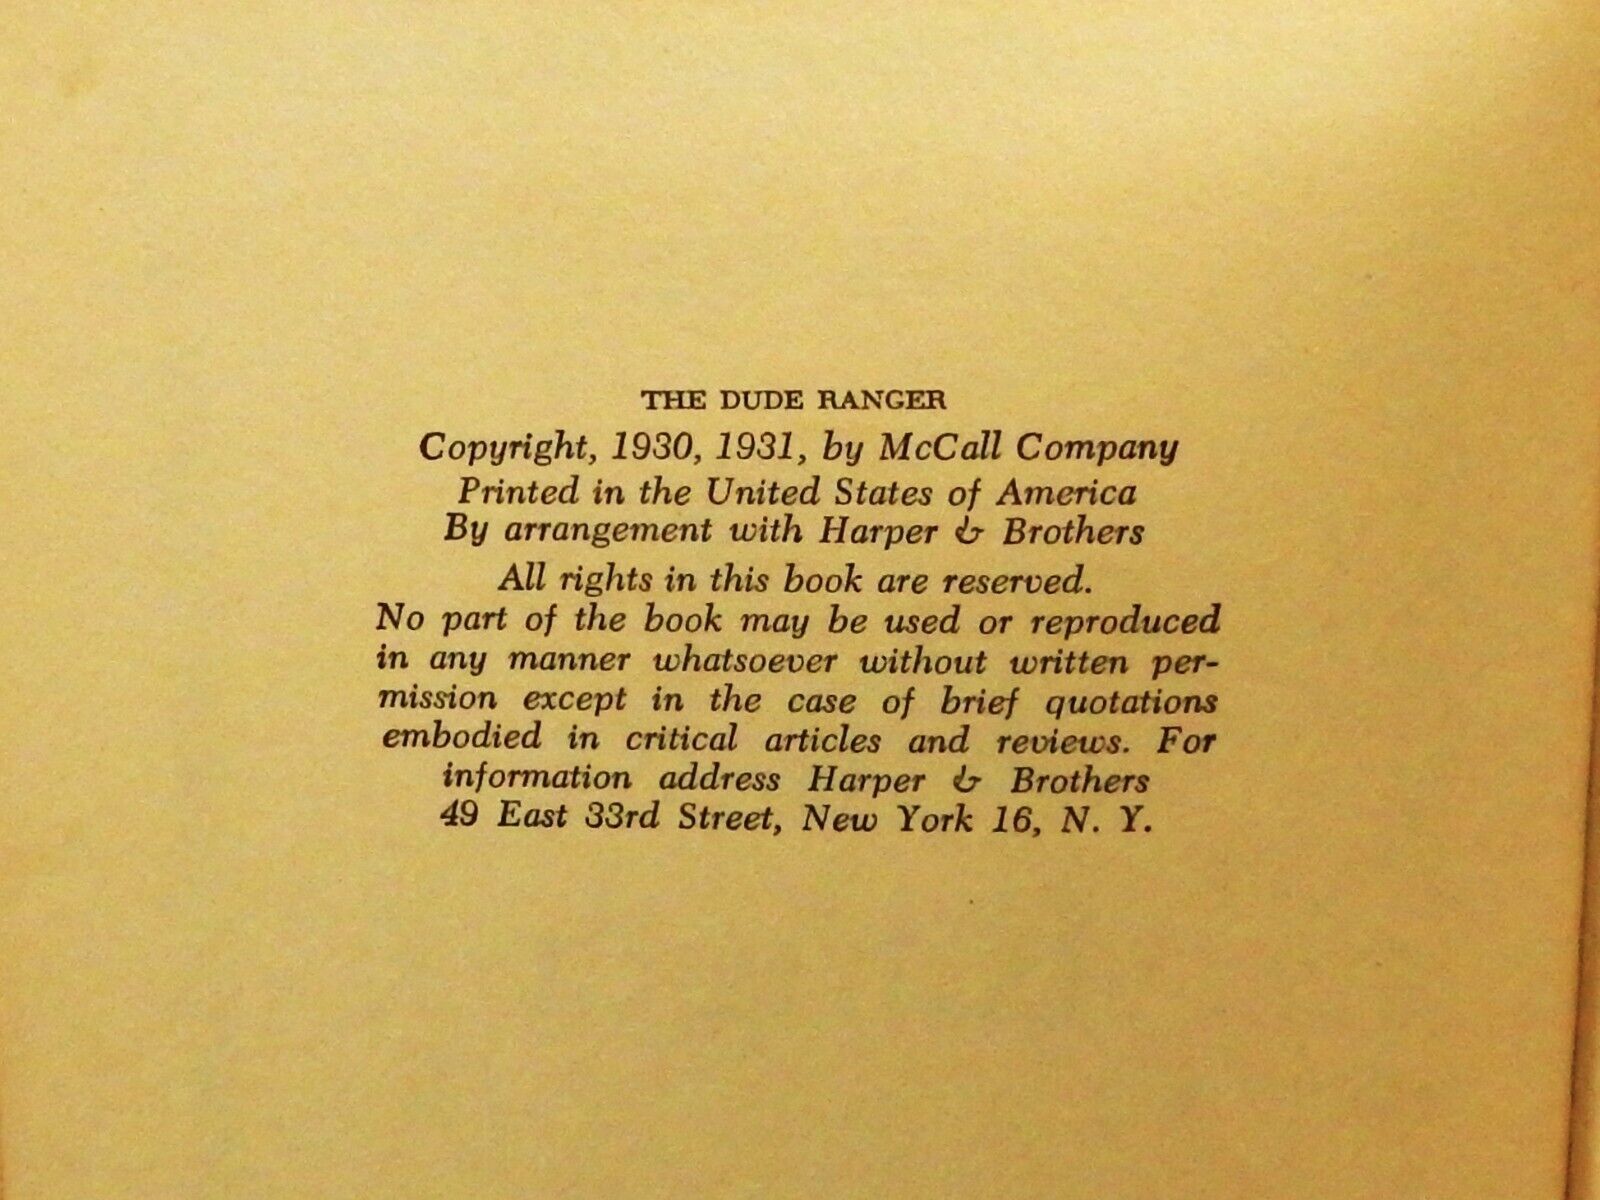 THE DUDE RANGER
Copyright, 1930, 1931, by McCall Company
Printed in the United States of America
By arrangement with Harper & Brothers
All rights in this book are reserved.
No part of the book may be used or reproduced
in any manner whatsoever without written per-
mission except in the case of brief quotations
embodied in critical articles and reviews. For
information address Harper & Brothers
49 East 33rd Street, New York 16, N. Y.